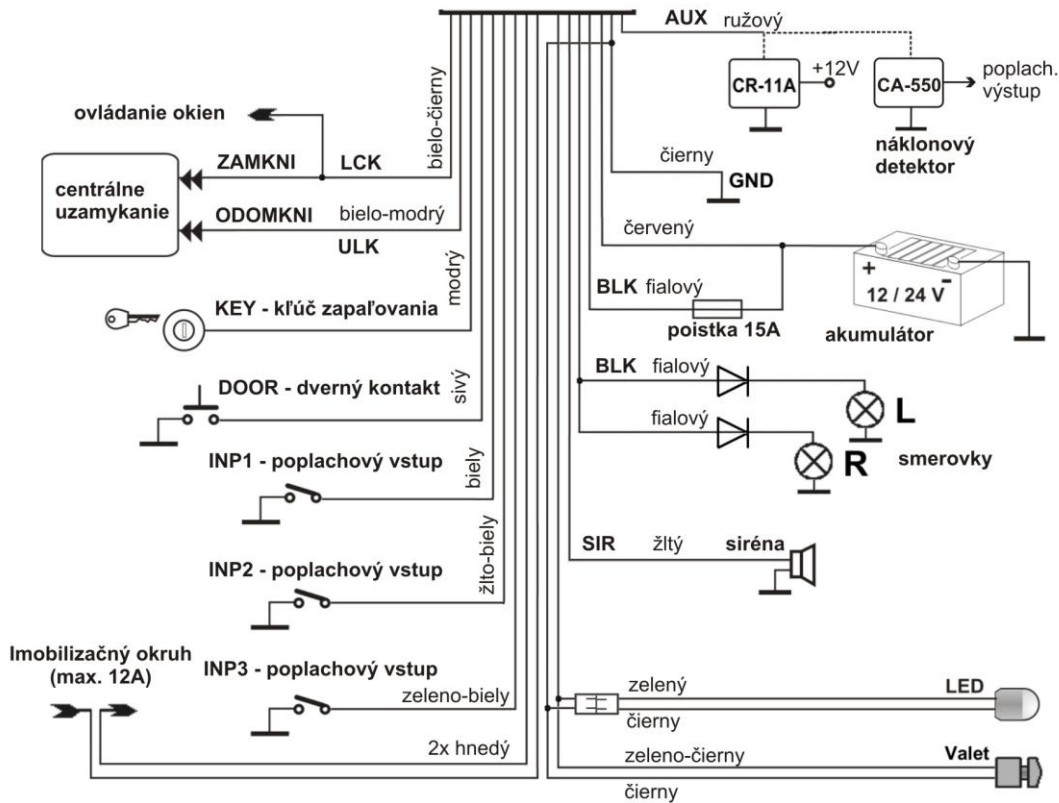 AUX ružový
CR-11A
+12V
CA-550
poplach.
výstup
náklonový
detektor
ovládanie okien
bielo-čierny
ZAMKNI LCK
centrálne
uzamykanie
ODOMKNI bielo-modrý
ULK
čierny
GND
červený
modrý
KEY - kľúč zapaľovania
BLK fialový
poistka 15A
+ -
12 / 24 V
akumulátor
sivý
DOOR - dverný kontakt
BLK fialový
L
fialový
R smerovky
biely
INP1 - poplachový vstup
žlto-biely
INP2 - poplachový vstup
SIR žltý siréna
Imobilizačný okruh
(max. 12A)
INP3 - poplachový vstup
zeleno-biely
2x hnedý
zelený LED
čierny
zeleno-čierny Valet
čierny